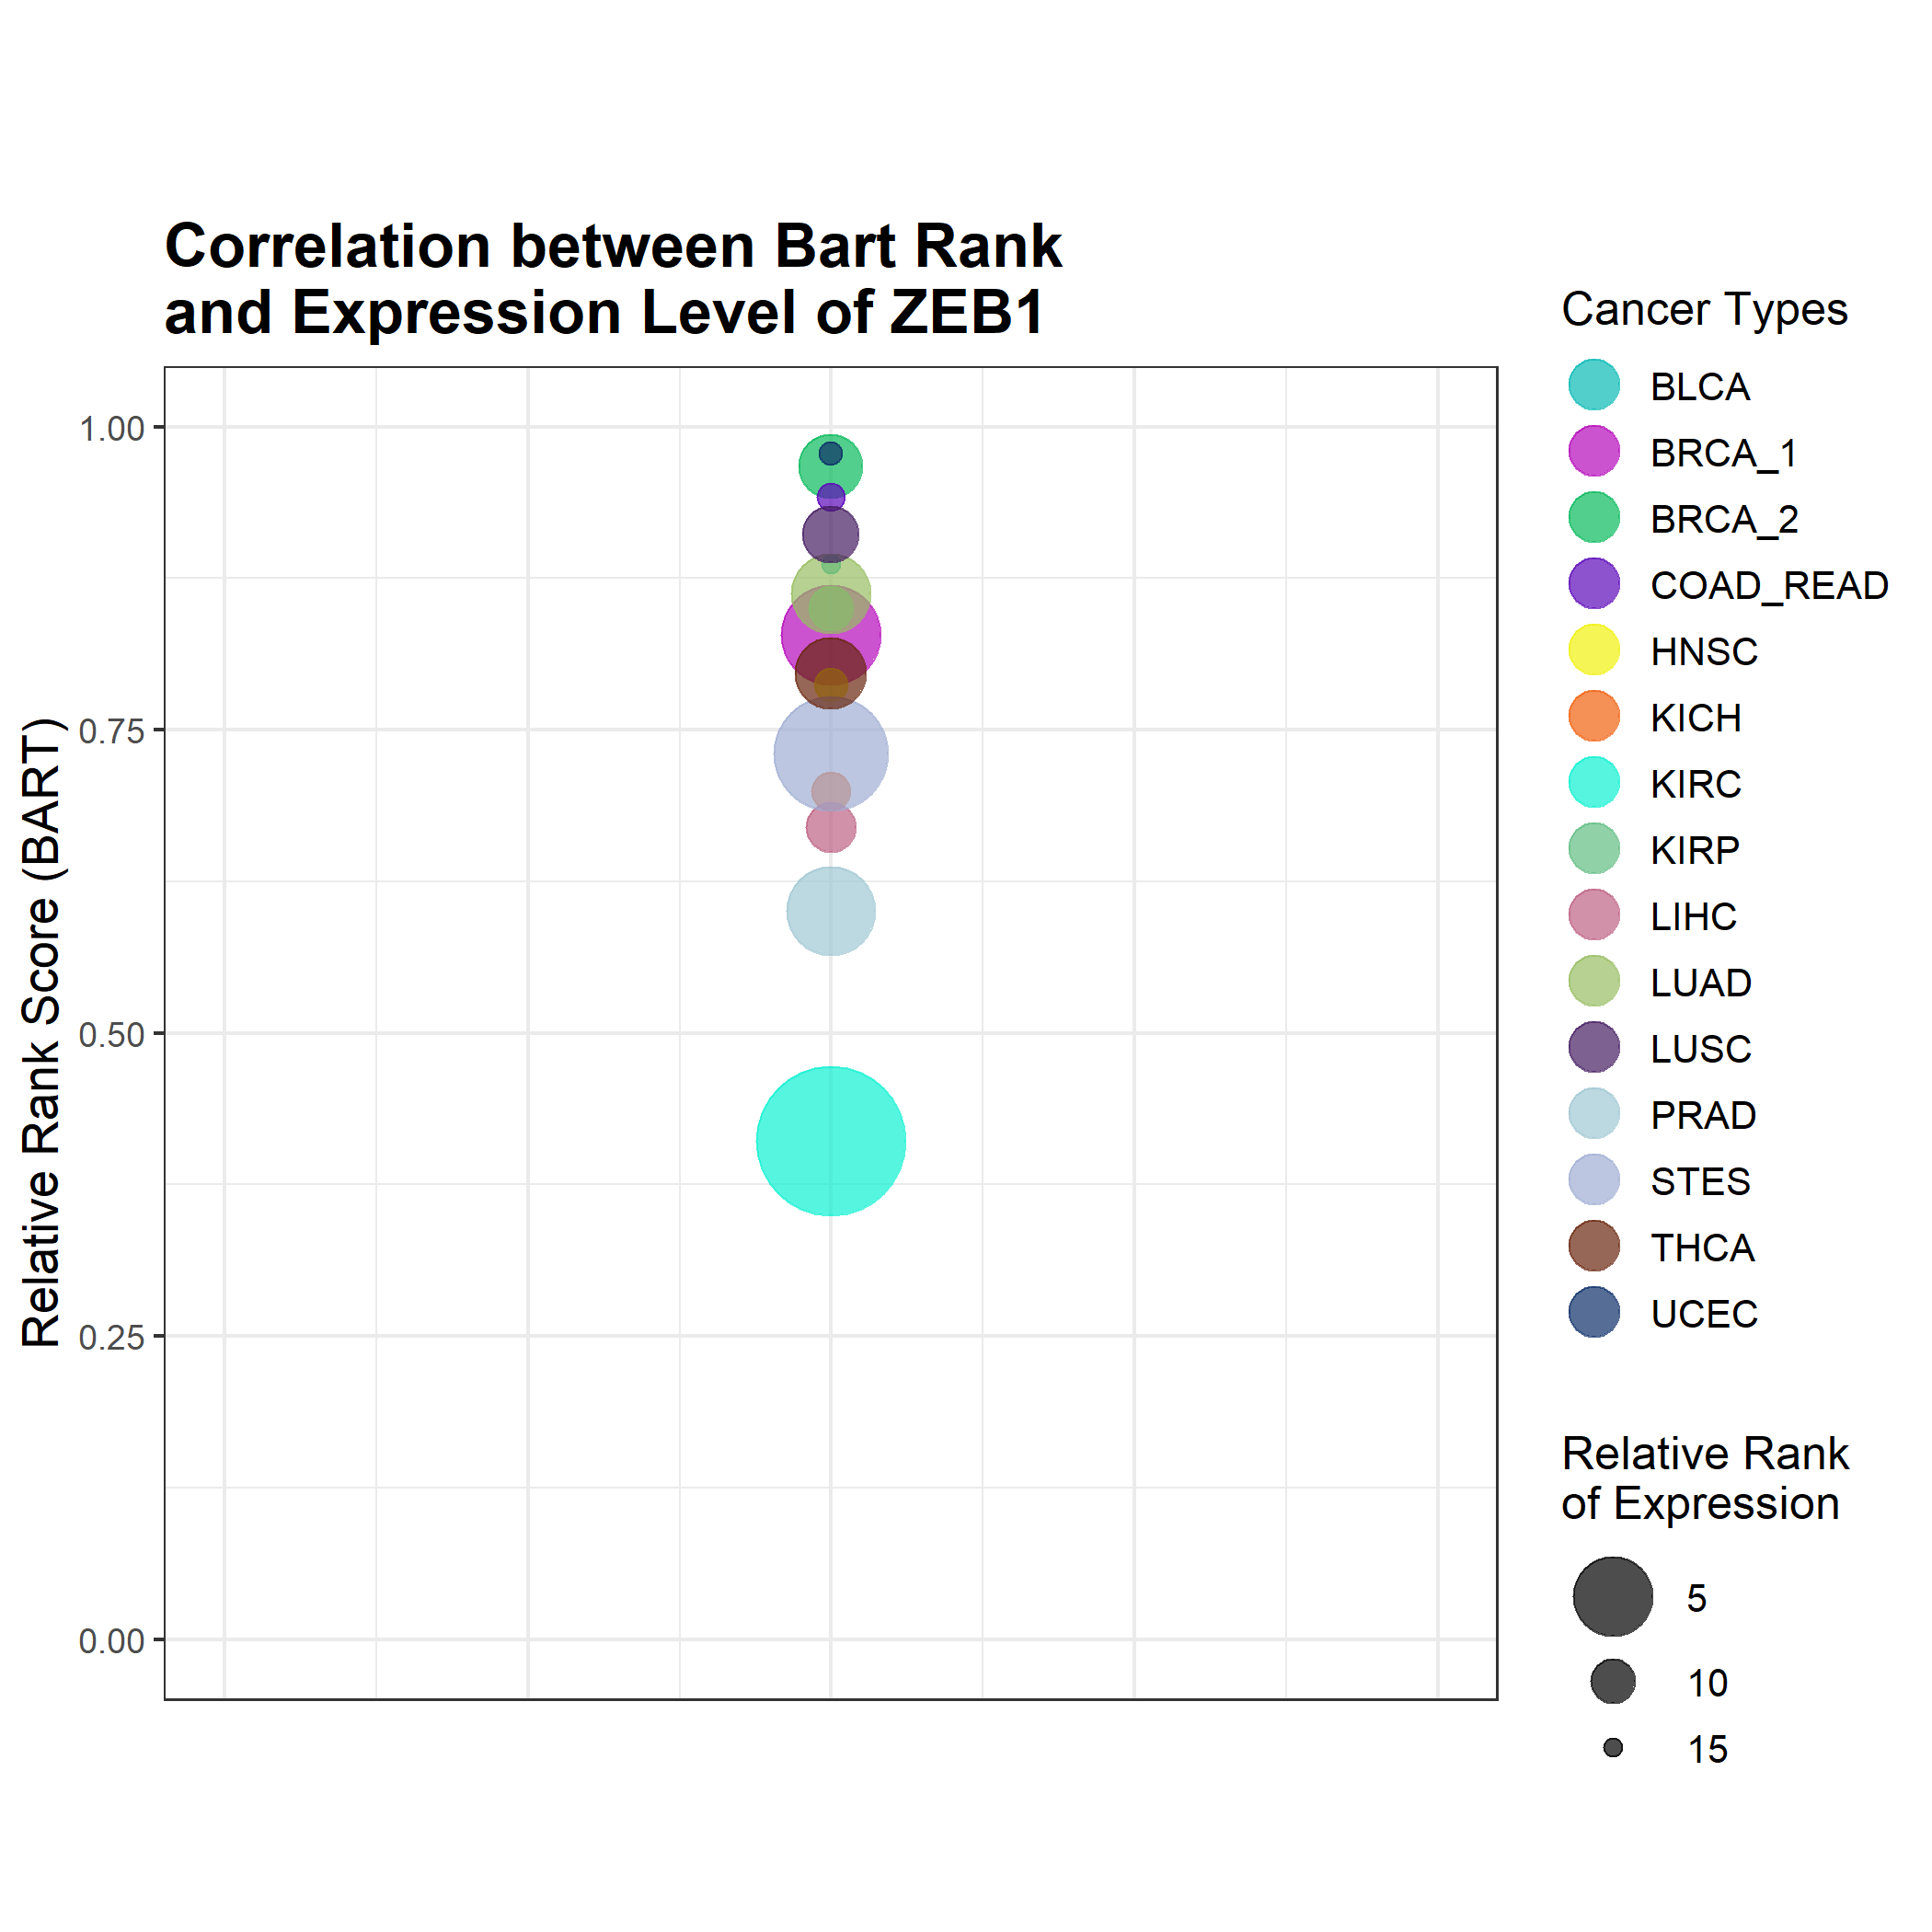 Correlation between Bart Rank
and Expression Level of ZEB1
Relative Rank Score (BART)
1.00
0.75
0.50
0.25
0.00
Cancer Types
BLCA
BRCA_1
BRCA_2
COAD_READ
HNSC
KICH
KIRC
KIRP
LIHC
LUAD
LUSC
PRAD
STES
THCA
UCEC
Relative Rank
of Expression
5
10
15